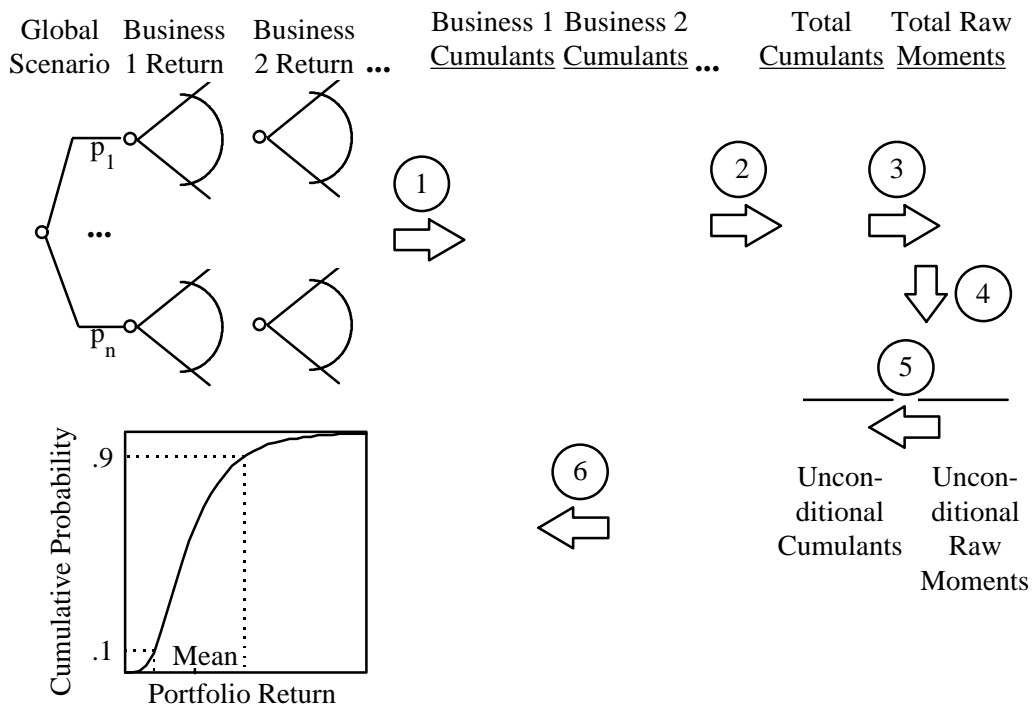 Global Business Business Business 1 Business 2 Total Total Raw
Scenario 1 Return 2 Return ... Cumulants Cumulants ... Cumulants Moments
p1
1
2
3
...
4
pn
5
.9
6
Uncon-
ditional
Cumulants
Uncon-
ditional
Raw
Moments
Cumulative Probability
.1
Mean
Portfolio Return